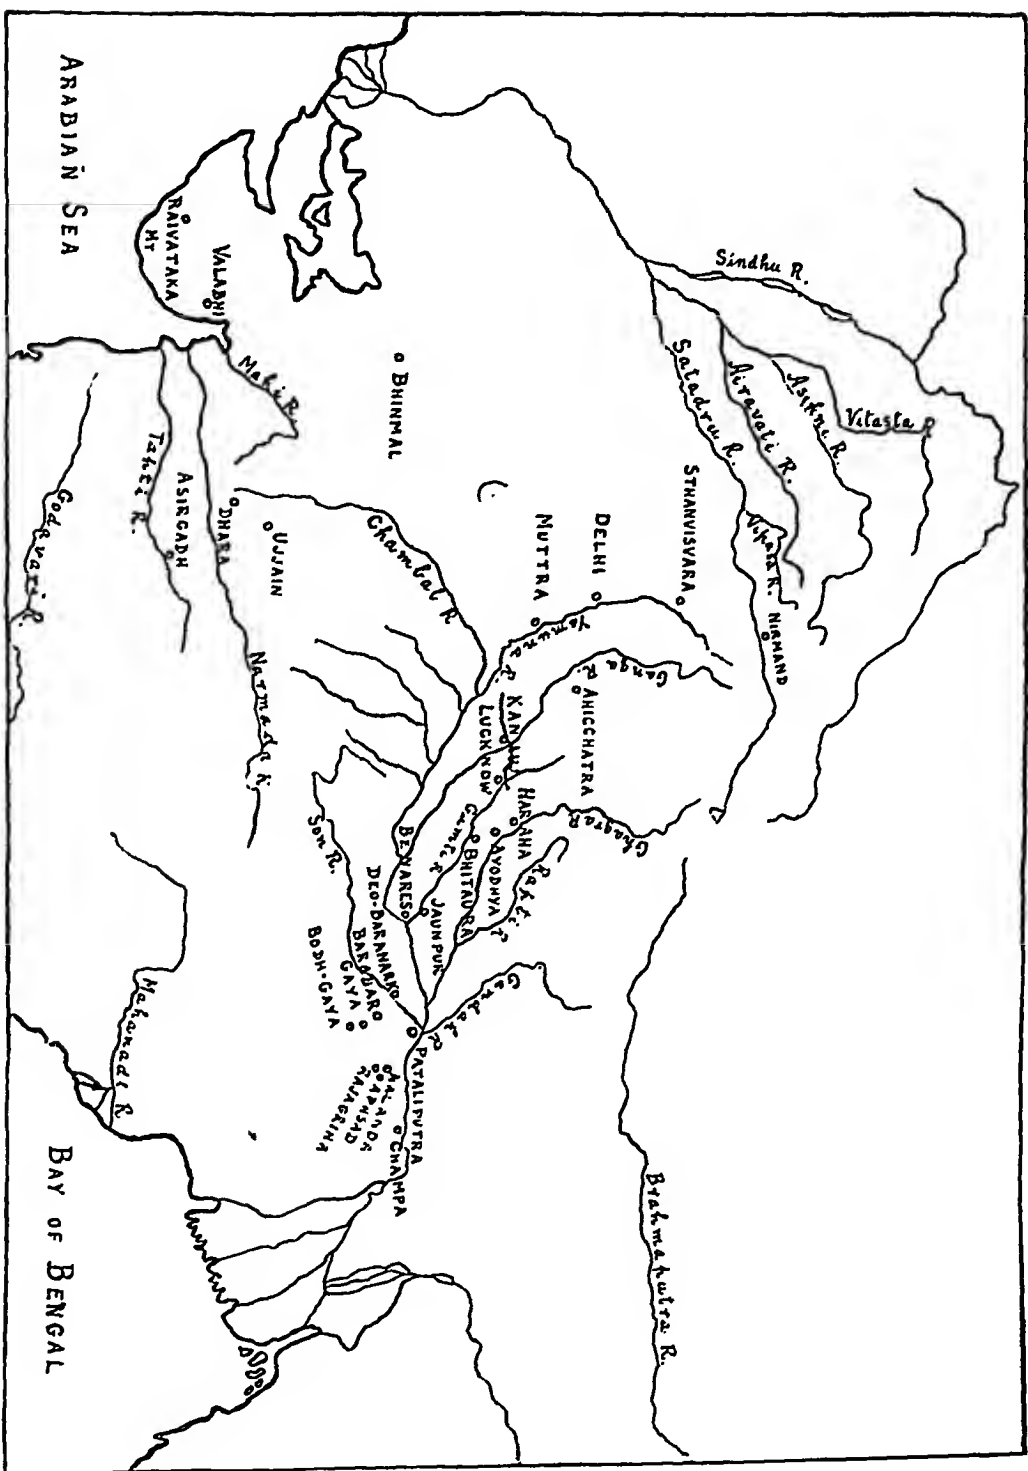 Sindhu R.
Vitasta R.
Asikni R.
Airavati R.
Satadru R.
Vipasa R.
NIRMAND
STHANVISVARA
DELHI
MUTTRA
Yamuna R.
Ganga R.
AHICCHATRA
Brahmaputra R.
BHINMAL
Chambal R
KANAUJ
LUCKNOW
HARAHA
Ghagra R
AYODHYA
BHITAURA
Gumti R
Rapti R
JAUNPUR
BENARES
Gandak R
PATALIPUTRA
CHAMPA
NALANDA
APHSAD
RAJAGRIHA
DEO-BARANARK
BARABAR
GAYA
BODH-GAYA
Son R.
UJJAIN
DHARA
Mahi R.
VALABHI
RAIVATAKA
MT
Narmada R.
ASIRGADH
Tapti R.
Godavari R.
Mahanadi R
ARABIAN SEA
BAY OF BENGAL